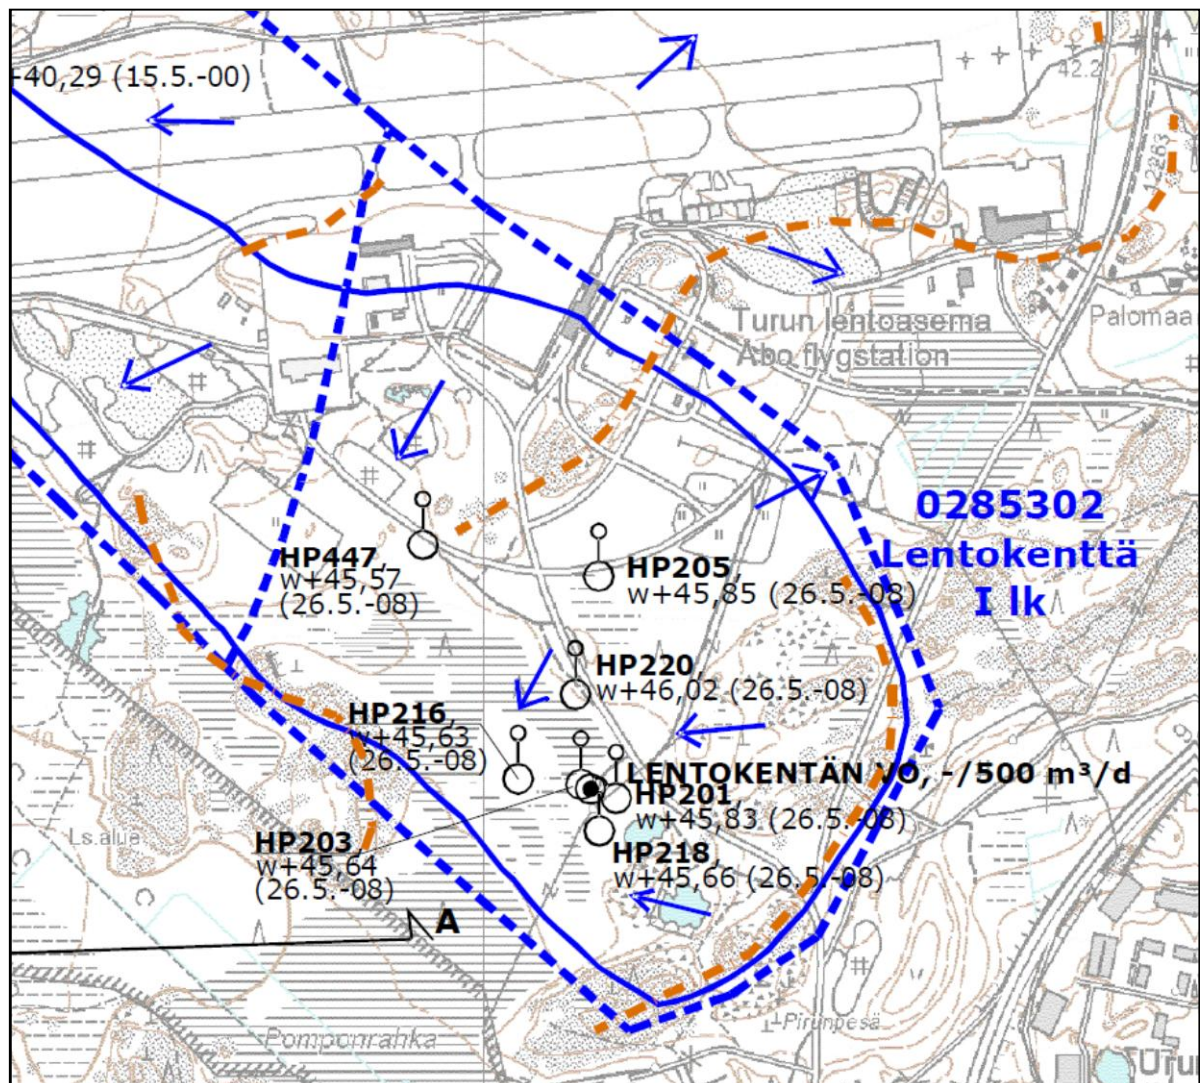 +40,29 (15.5.-00)
42.2
12263
Turun lentoasema
Åbo flygstation
Palomaa
0285302
Lentokenttä
I lk
HP447,
w+45,57
(26.5.-08)
HP205,
w+45,85 (26.5.-08)
HP220,
w+46,02 (26.5.-08)
HP216,
w+45,63
(26.5.-08)
LENTOKENTÄN VO, -/500 m³/d
HP201,
w+45,83 (26.5.-08)
Ls.alue
HP203,
w+45,64
(26.5.-08)
HP218,
w+45,66 (26.5.-08)
A
Pirunpesä
Pomponrahka
Uru